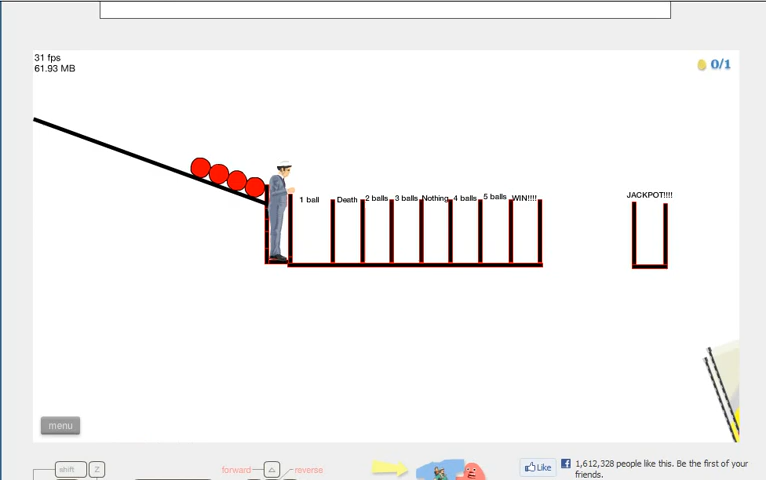 31 fps
61.93 MB
0/1
1 ball
Death
2 balls
3 balls
Nothing
4 balls
5 balls
WIN!!!!
JACKPOT!!!!
menu
shift
Z
forward
reverse
Like
1,612,328 people like this. Be the first of your
friends.